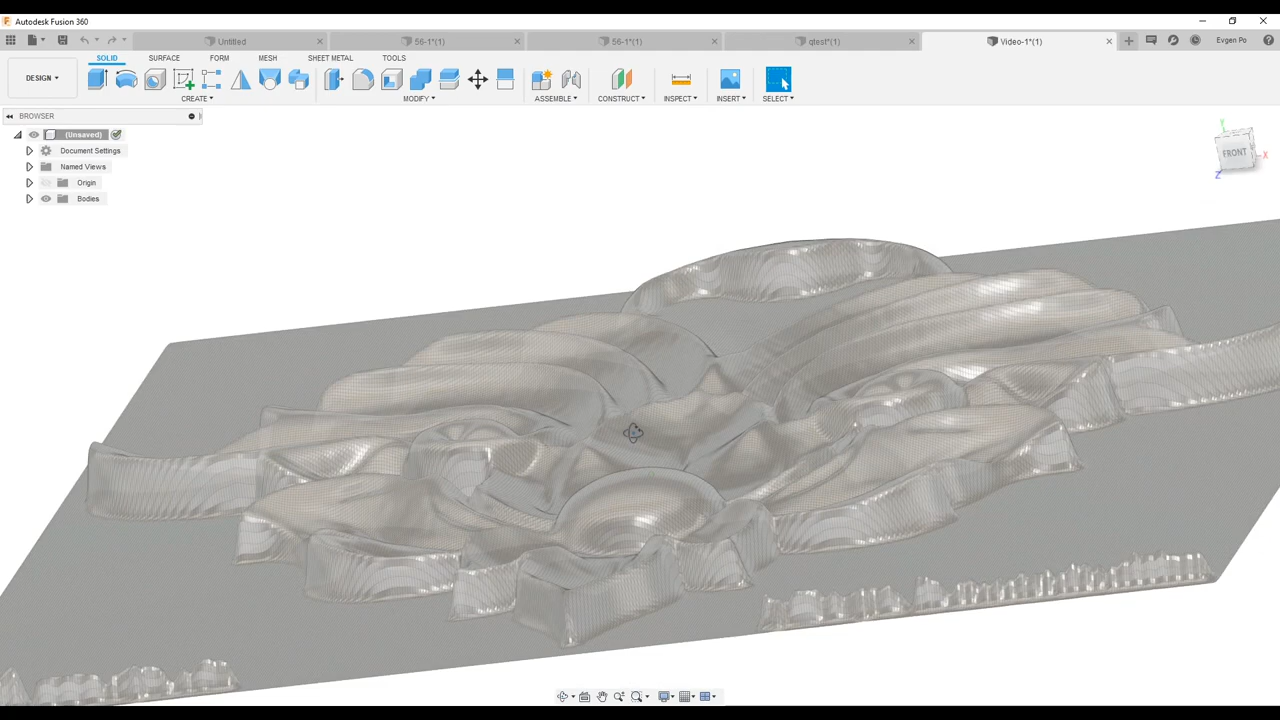 Autodesk Fusion 360
Untitled
56-1*(1)
56-1*(1)
qtest*(1)
Video-1*(1)
Evgen Po
SOLID SURFACE FORM MESH SHEET METAL TOOLS
DESIGN
CREATE MODIFY ASSEMBLE CONSTRUCT INSPECT INSERT SELECT
BROWSER
(Unsaved)
Document Settings
Named Views
Origin
Bodies
Y
FRONT
X
Z